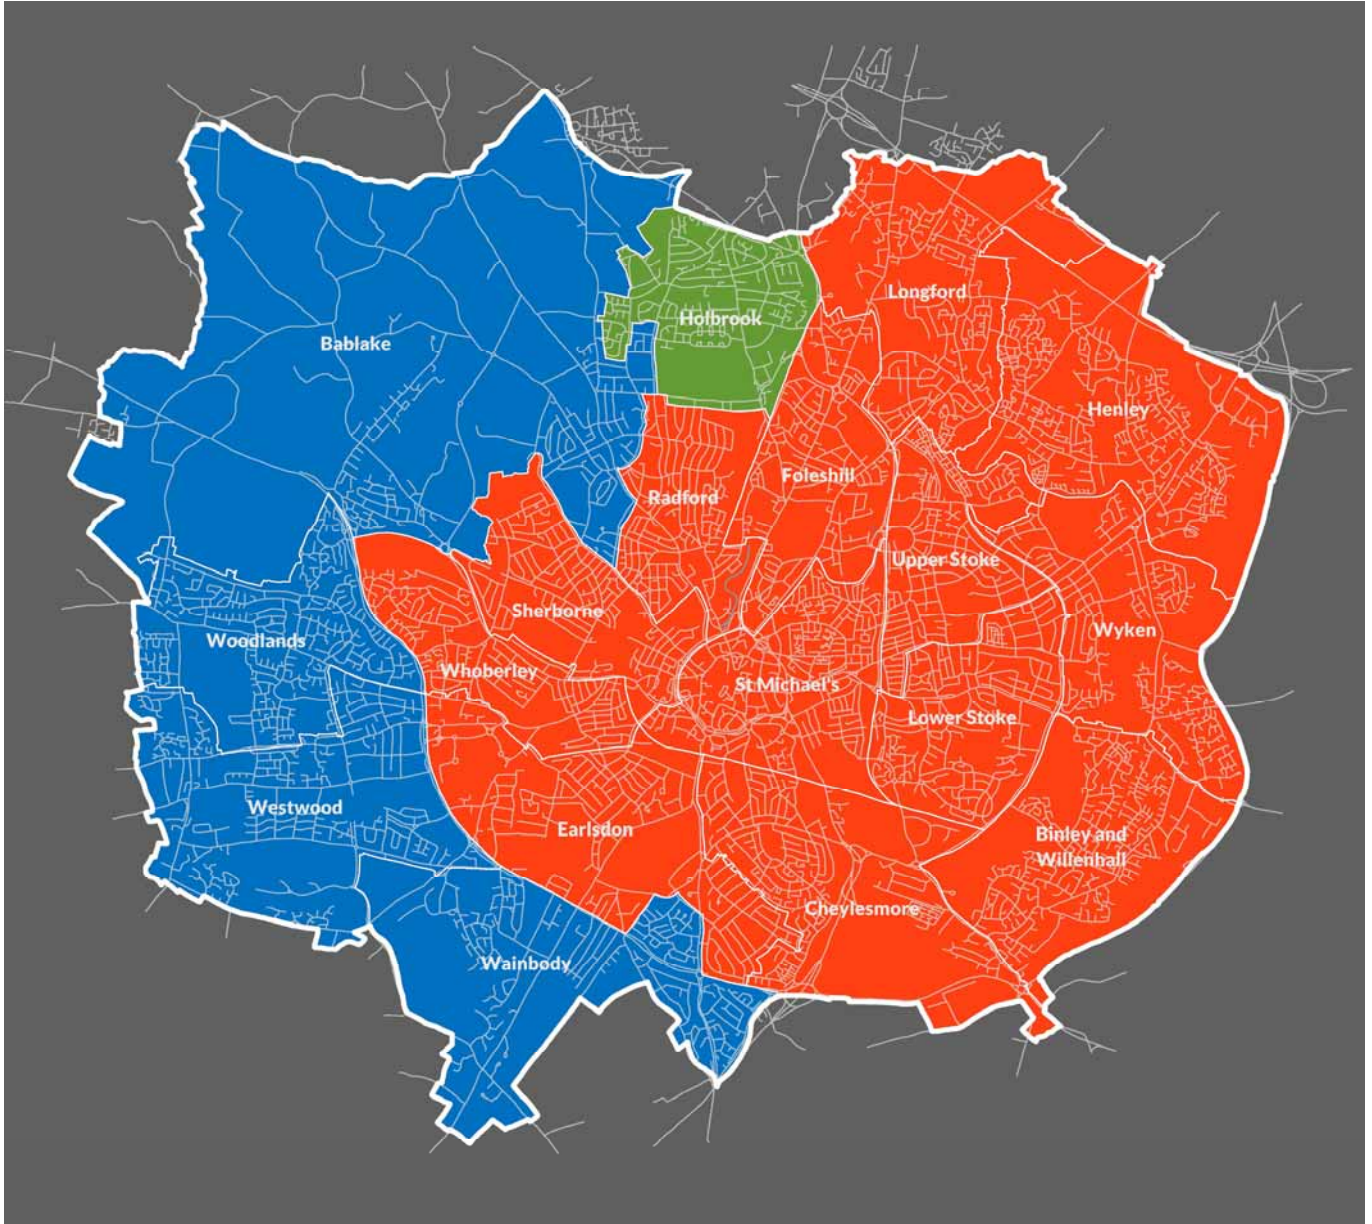 Longford
Holbrook
Bablake
Henley
Foleshill
Radford
Upper Stoke
Sherborne
Wyken
Woodlands
Whoberley
St Michael's
Lower Stoke
Westwood
Earlsdon
Binley and
Willenhall
Cheylesmore
Wainbody